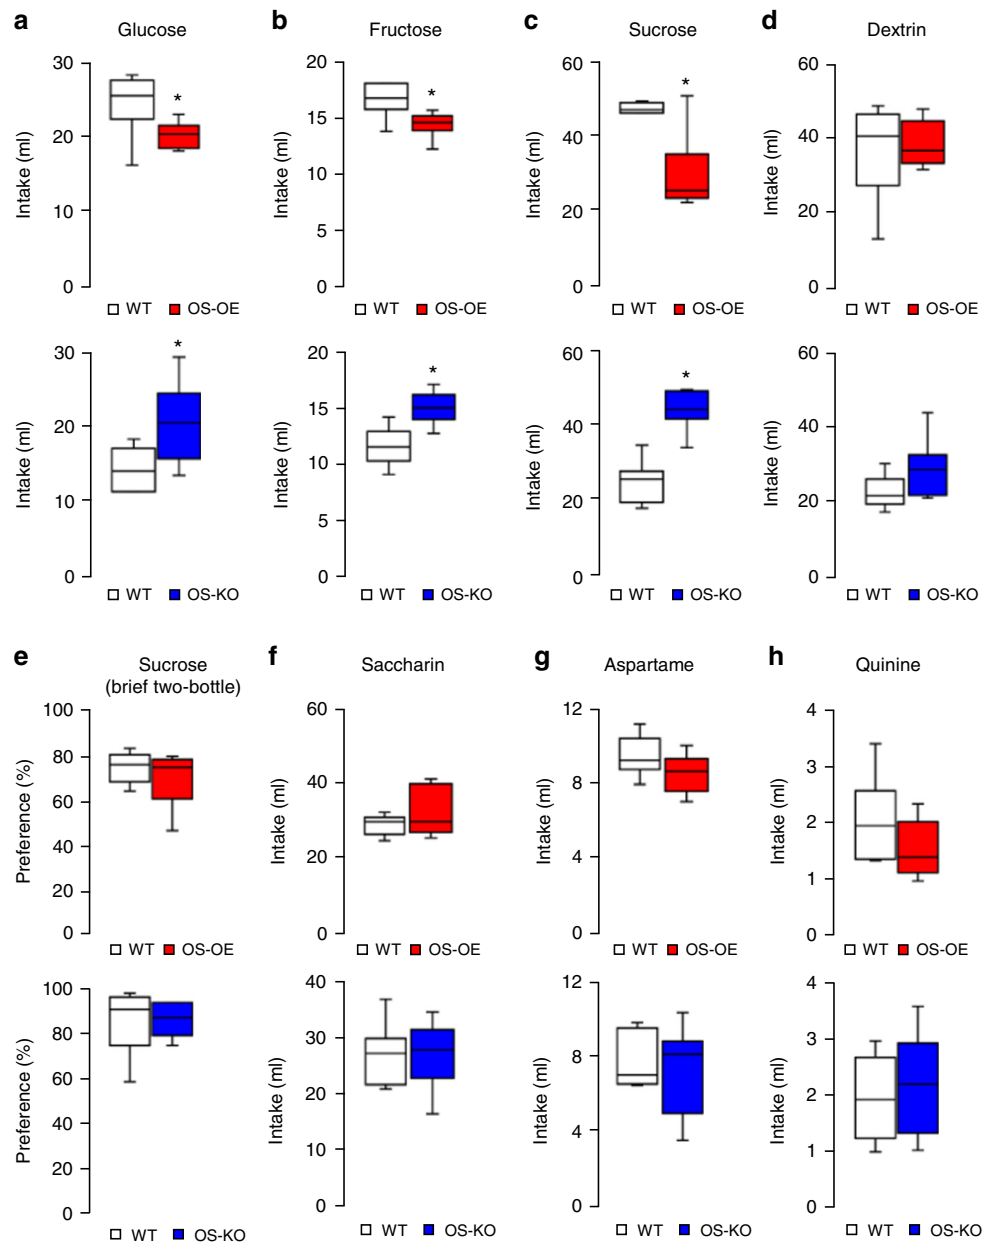 a
Glucose
b
Fructose
c
Sucrose
d
Dextrin
Intake (ml)
30
20
10
0
*
WT OS-OE
Intake (ml)
20
15
10
5
0
*
WT OS-OE
Intake (ml)
60
40
20
0
*
WT OS-OE
Intake (ml)
60
40
20
0
WT OS-OE
Intake (ml)
30
20
10
0
*
WT OS-KO
Intake (ml)
20
15
10
5
0
*
WT OS-KO
Intake (ml)
60
40
20
0
*
WT OS-KO
Intake (ml)
60
40
20
0
WT OS-KO
e
Sucrose
(brief two-bottle)
f
Saccharin
g
Aspartame
h
Quinine
Preference (%)
100
80
60
40
20
0
WT OS-OE
Intake (ml)
60
40
20
0
WT OS-OE
Intake (ml)
12
8
4
0
WT OS-OE
Intake (ml)
4
3
2
1
0
WT OS-OE
Preference (%)
100
80
60
40
20
0
WT OS-KO
Intake (ml)
40
30
20
10
0
WT OS-KO
Intake (ml)
12
8
4
0
WT OS-KO
Intake (ml)
4
3
2
1
0
WT OS-KO